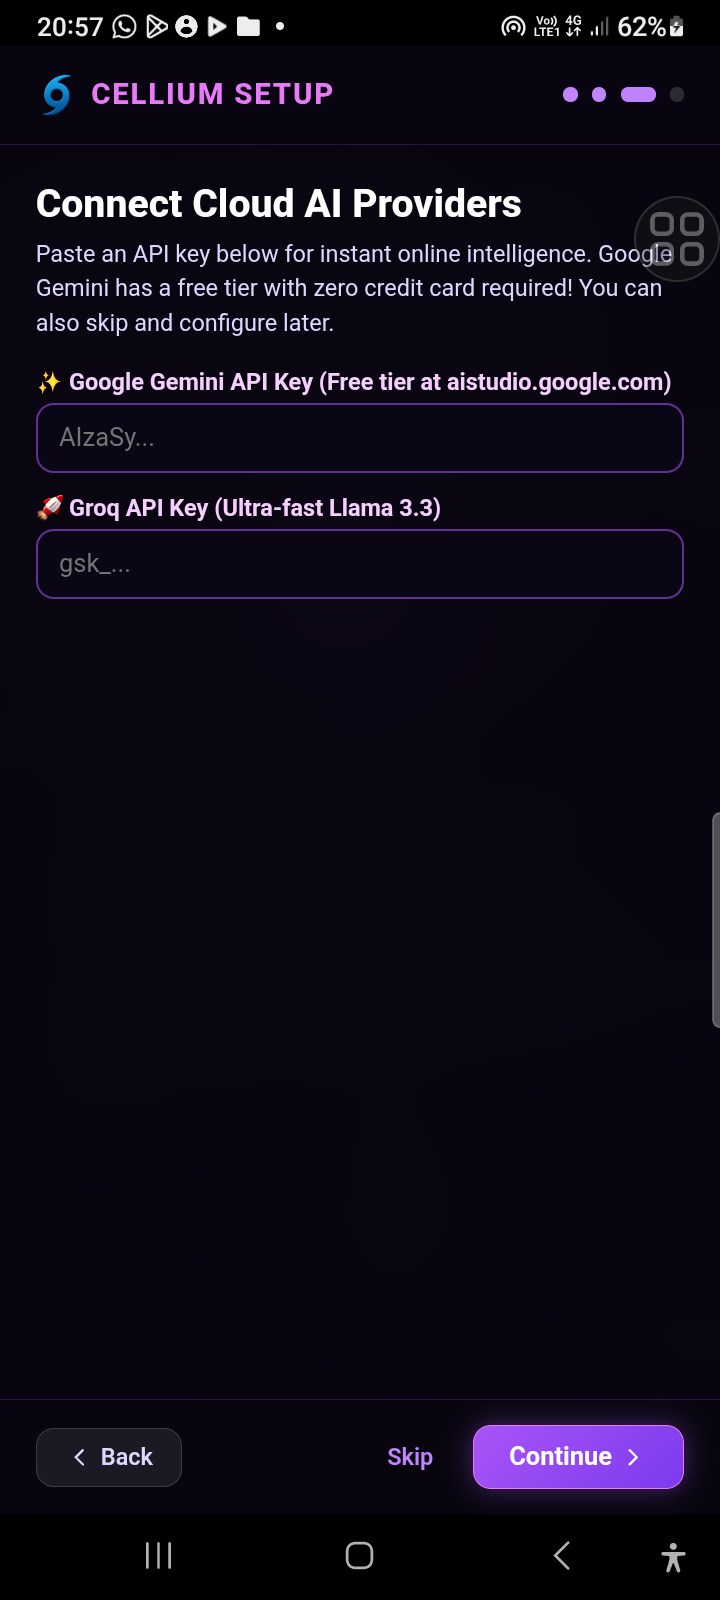 20:57
Vo)) 4G 62%
LTE1
CELLIUM SETUP
Connect Cloud AI Providers
Paste an API key below for instant online intelligence. Google
Gemini has a free tier with zero credit card required! You can
also skip and configure later.
✨ Google Gemini API Key (Free tier at aistudio.google.com)
AIzaSy...
🚀 Groq API Key (Ultra-fast Llama 3.3)
gsk_...
Back
Skip
Continue